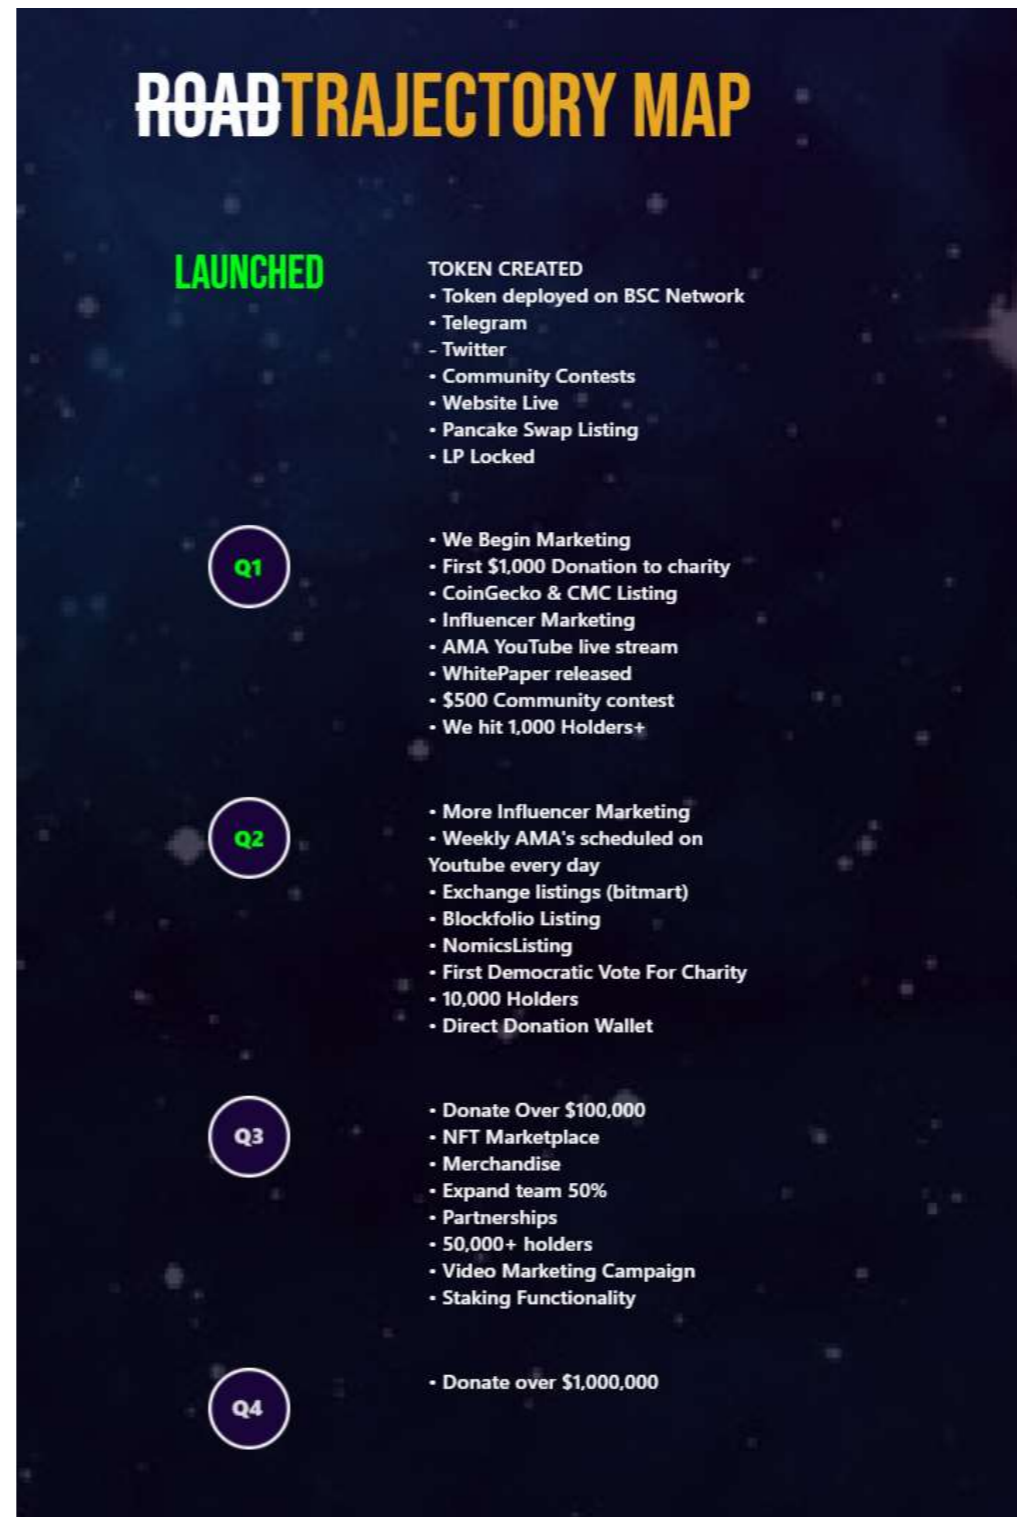 ROADTRAJECTORY MAP
LAUNCHED
TOKEN CREATED
• Token deployed on BSC Network
• Telegram
- Twitter
• Community Contests
• Website Live
• Pancake Swap Listing
• LP Locked
Q1
• We Begin Marketing
• First $1,000 Donation to charity
• CoinGecko & CMC Listing
• Influencer Marketing
• AMA YouTube live stream
• WhitePaper released
• $500 Community contest
• We hit 1,000 Holders+
Q2
• More Influencer Marketing
• Weekly AMA's scheduled on
Youtube every day
• Exchange listings (bitmart)
• Blockfolio Listing
• NomicsListing
• First Democratic Vote For Charity
• 10,000 Holders
• Direct Donation Wallet
Q3
• Donate Over $100,000
• NFT Marketplace
• Merchandise
• Expand team 50%
• Partnerships
• 50,000+ holders
• Video Marketing Campaign
• Staking Functionality
Q4
• Donate over $1,000,000